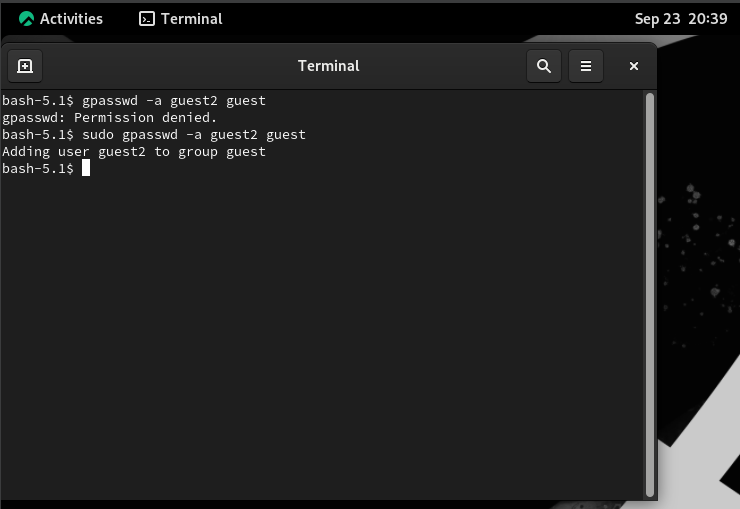 Activities Terminal Sep 23 20:39
Terminal
bash-5.1$ gpasswd -a guest2 guest
gpasswd: Permission denied.
bash-5.1$ sudo gpasswd -a guest2 guest
Adding user guest2 to group guest
bash-5.1$